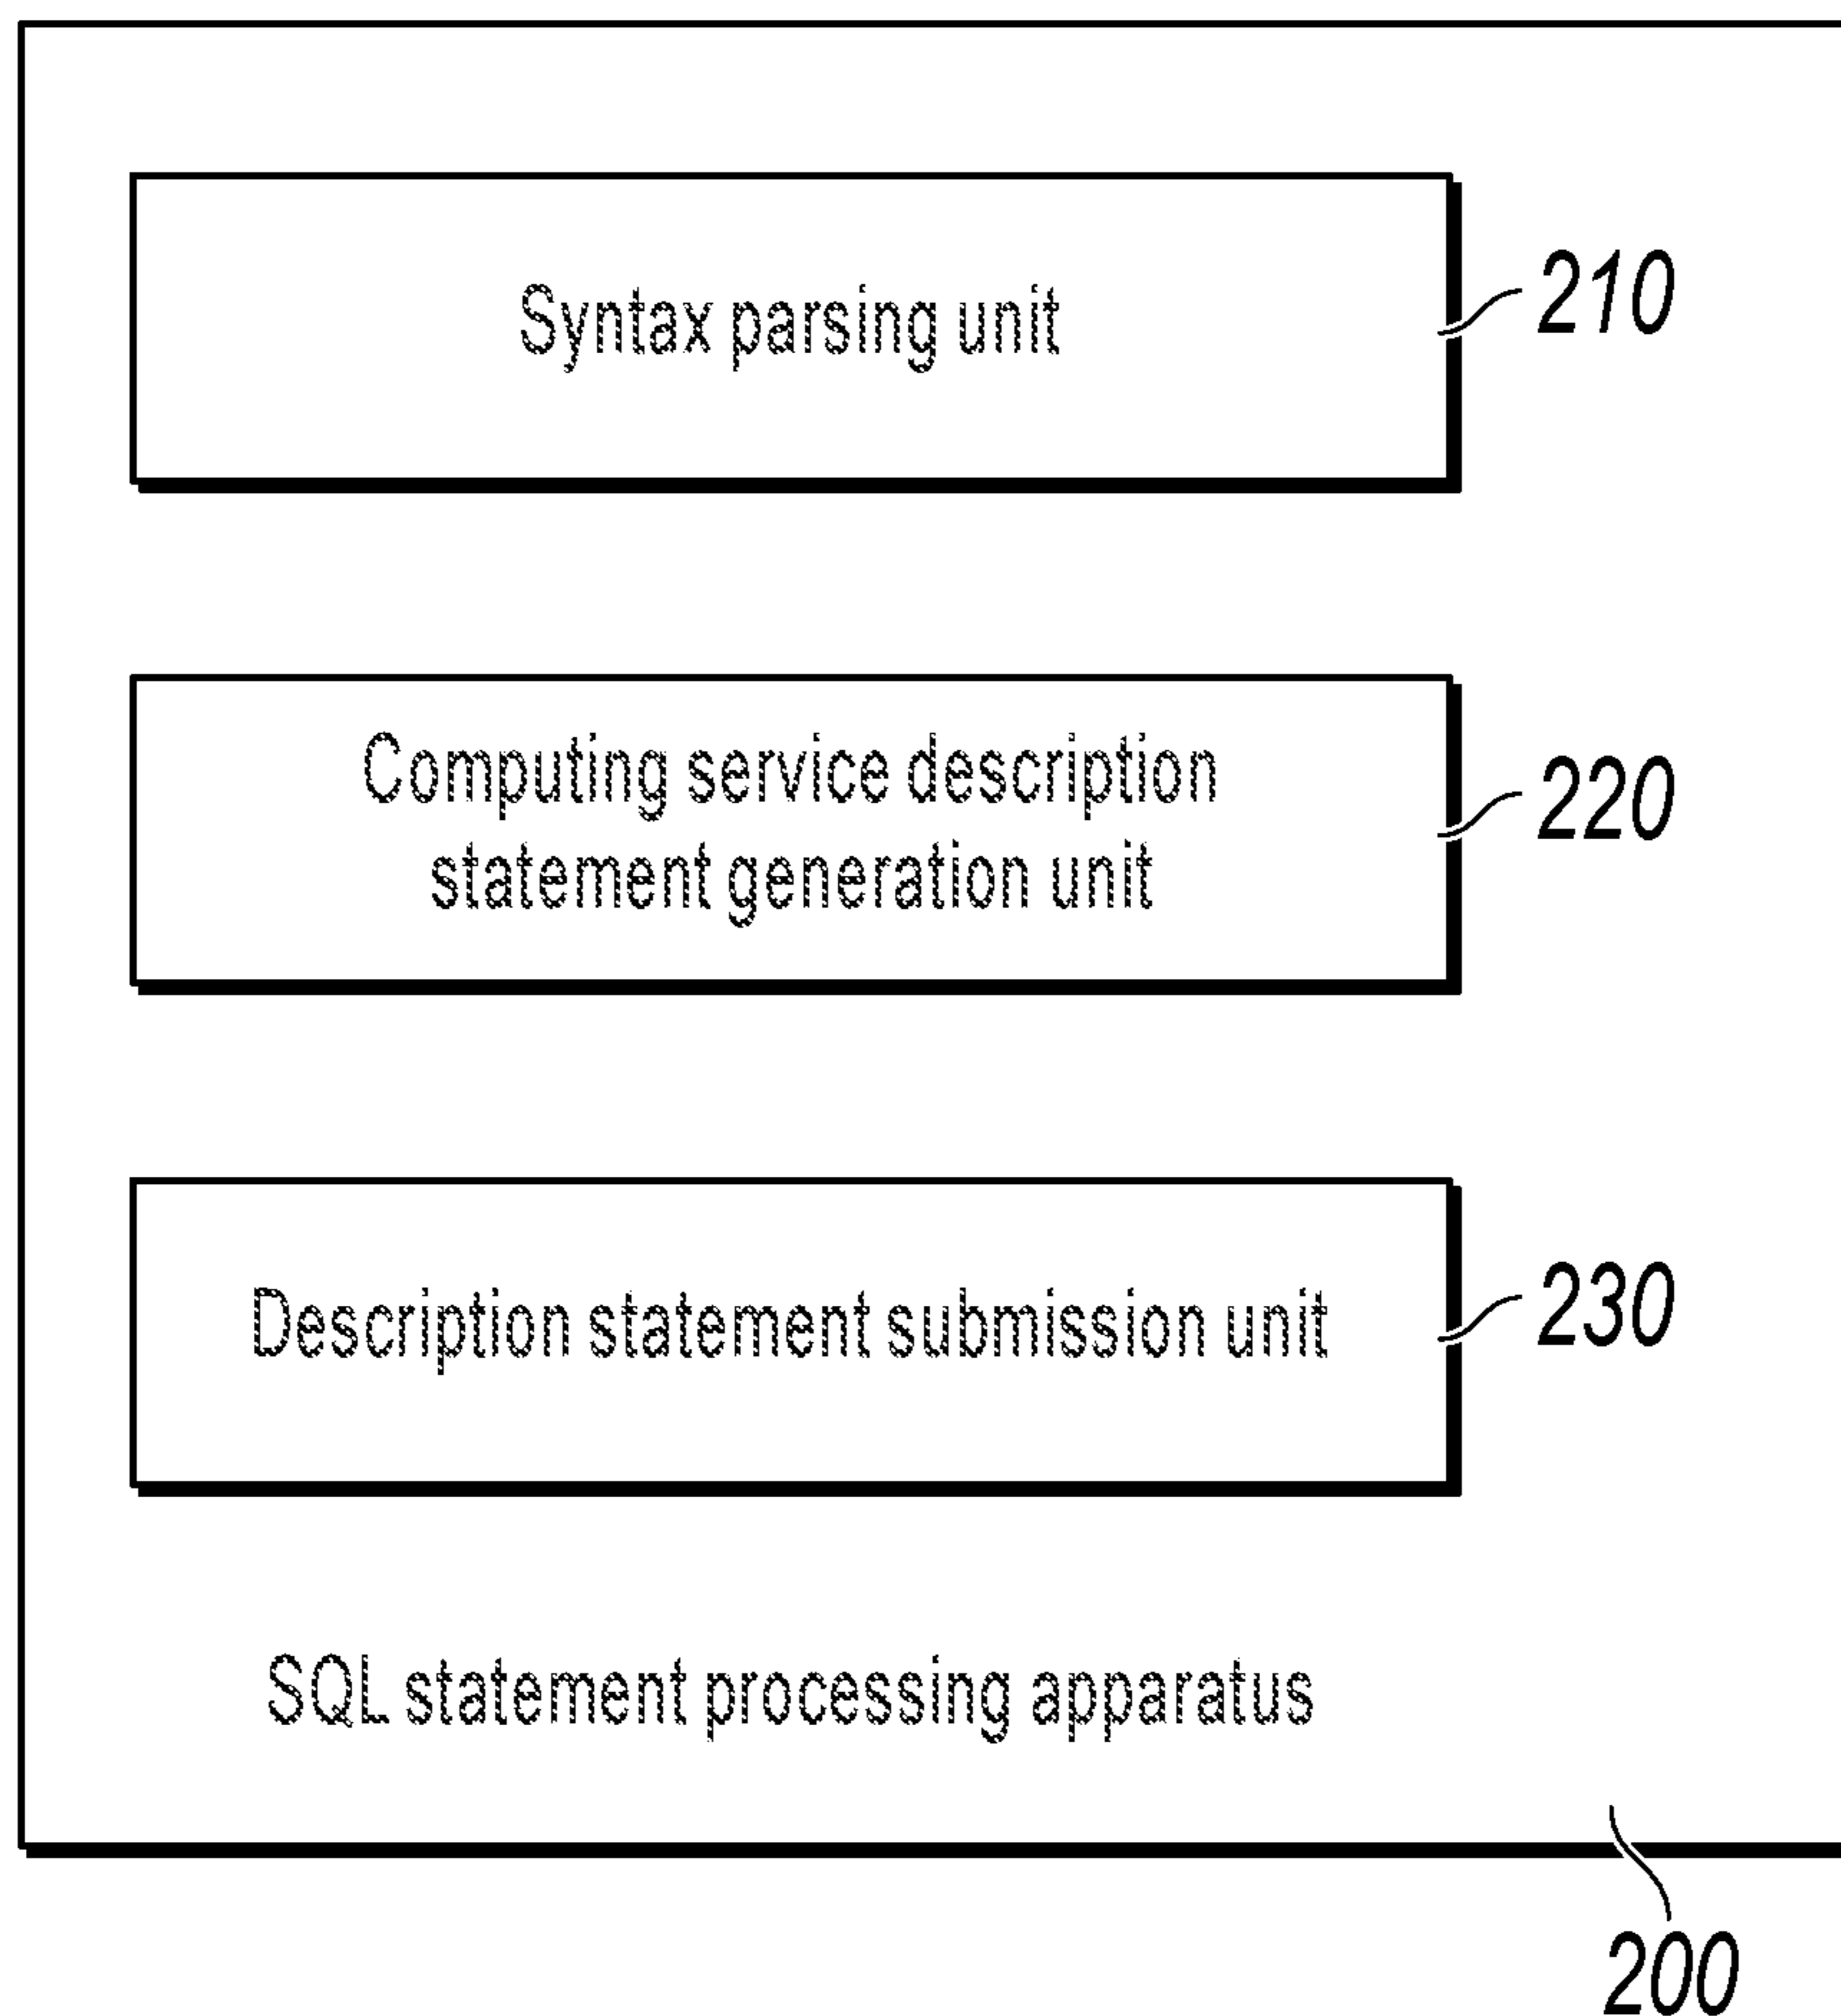 Syntax parsing unit
210
Computing service description
statement generation unit
220
Description statement submission unit
230
SQL statement processing apparatus
200